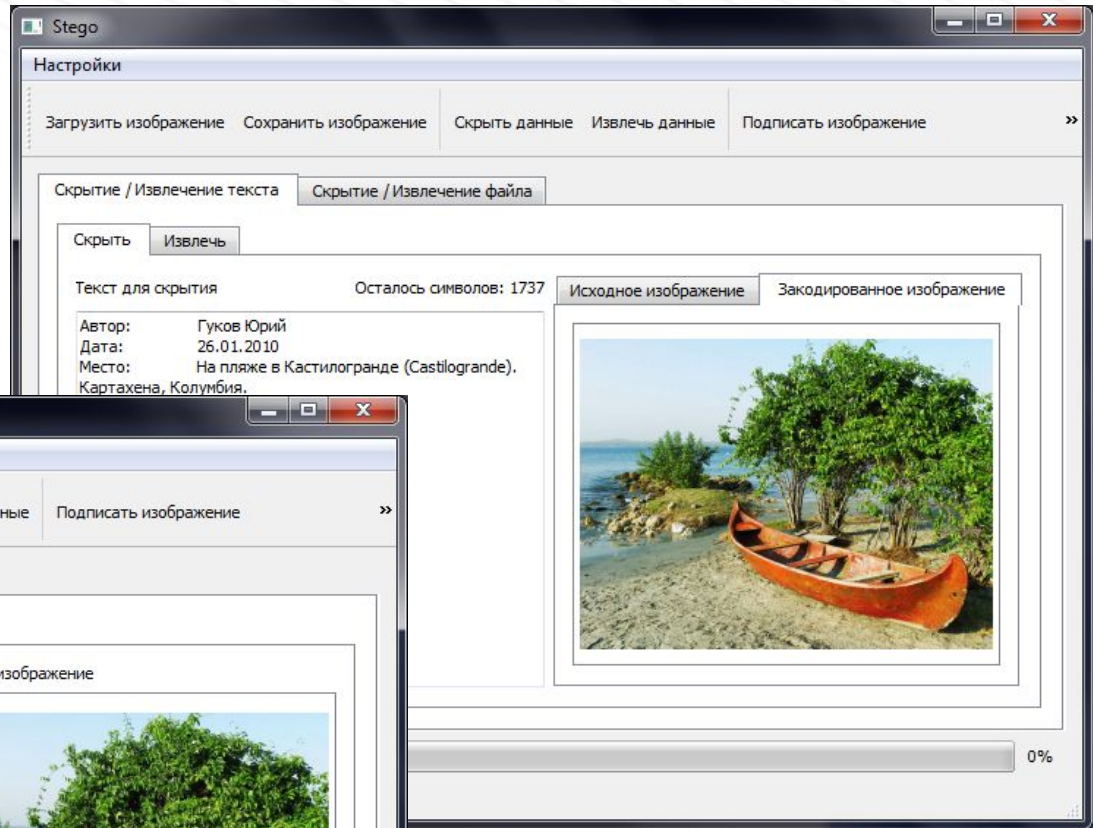 Stego
Настройки
Загрузить изображение Сохранить изображение Скрыть данные Извлечь данные Подписать изображение »
Скрытие / Извлечение текста Скрытие / Извлечение файла
Скрыть Извлечь
Текст для скрытия Осталось символов: 1737 Исходное изображение Закодированное изображение
Автор: Гуков Юрий
Дата: 26.01.2010
Место: На пляже в Кастилогранде (Castilogrande).
Картахена, Колумбия.
ные Подписать изображение »
изображение
0%